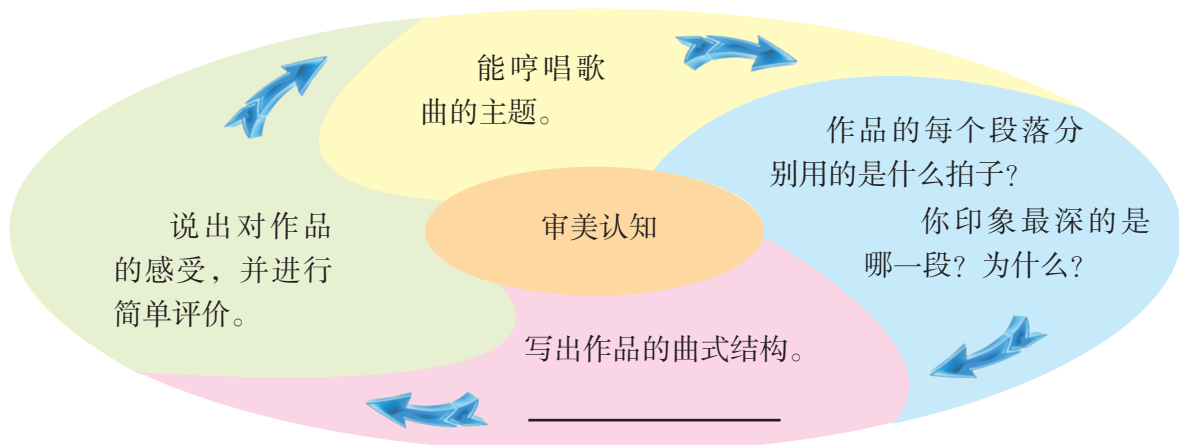 能哼唱歌
曲的主题。
作品的每个段落分
别用的是什么拍子？
你印象最深的是
哪一段？为什么？
写出作品的曲式结构。
说出对作品
的感受，并进行
简单评价。
审美认知